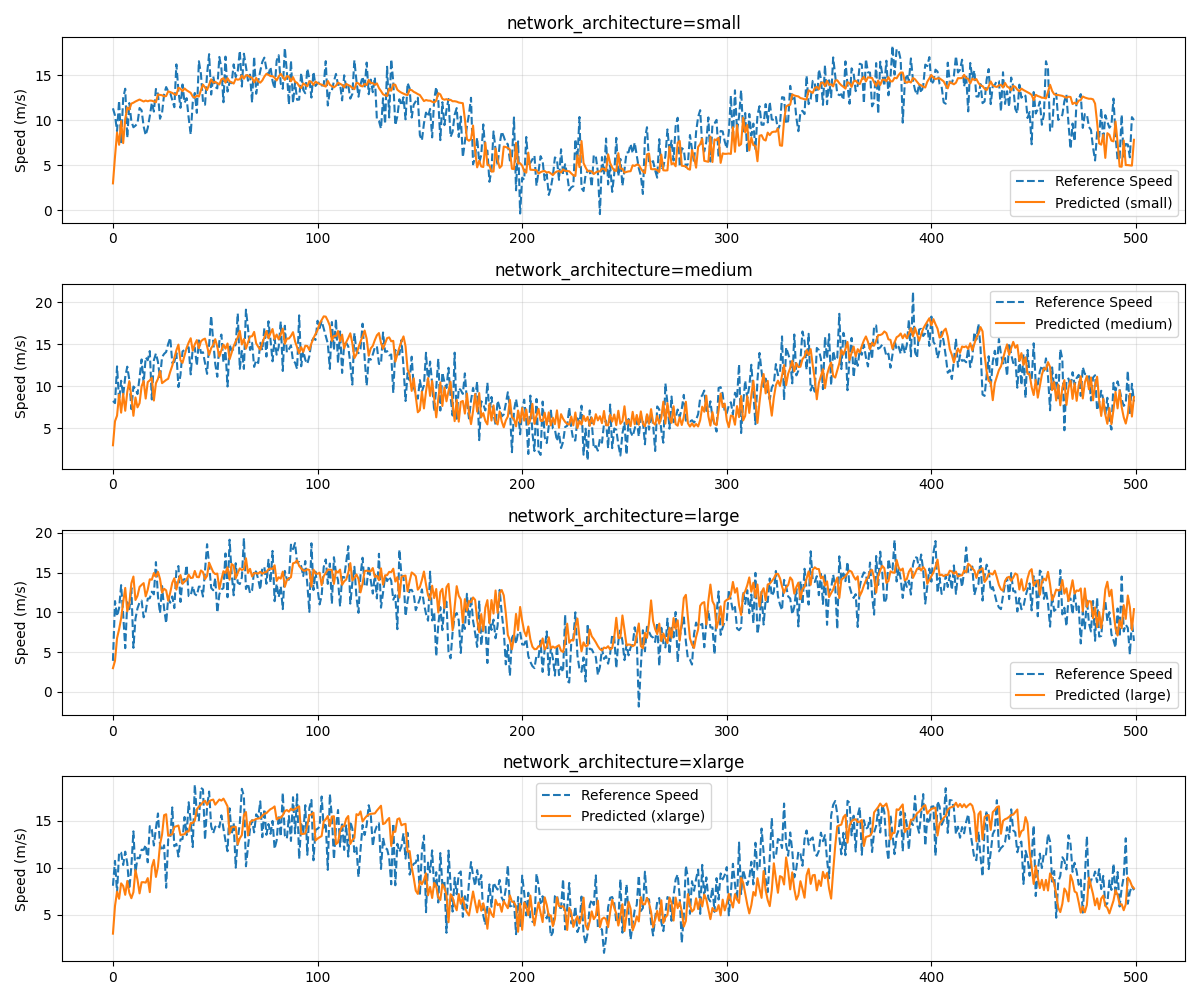 network_architecture=small
Speed (m/s)
15
10
5
0
Reference Speed
Predicted (small)
0 100 200 300 400 500
network_architecture=medium
Speed (m/s)
20
15
10
5
Reference Speed
Predicted (medium)
0 100 200 300 400 500
network_architecture=large
Speed (m/s)
20
15
10
5
0
Reference Speed
Predicted (large)
0 100 200 300 400 500
network_architecture=xlarge
Speed (m/s)
15
10
5
Reference Speed
Predicted (xlarge)
0 100 200 300 400 500